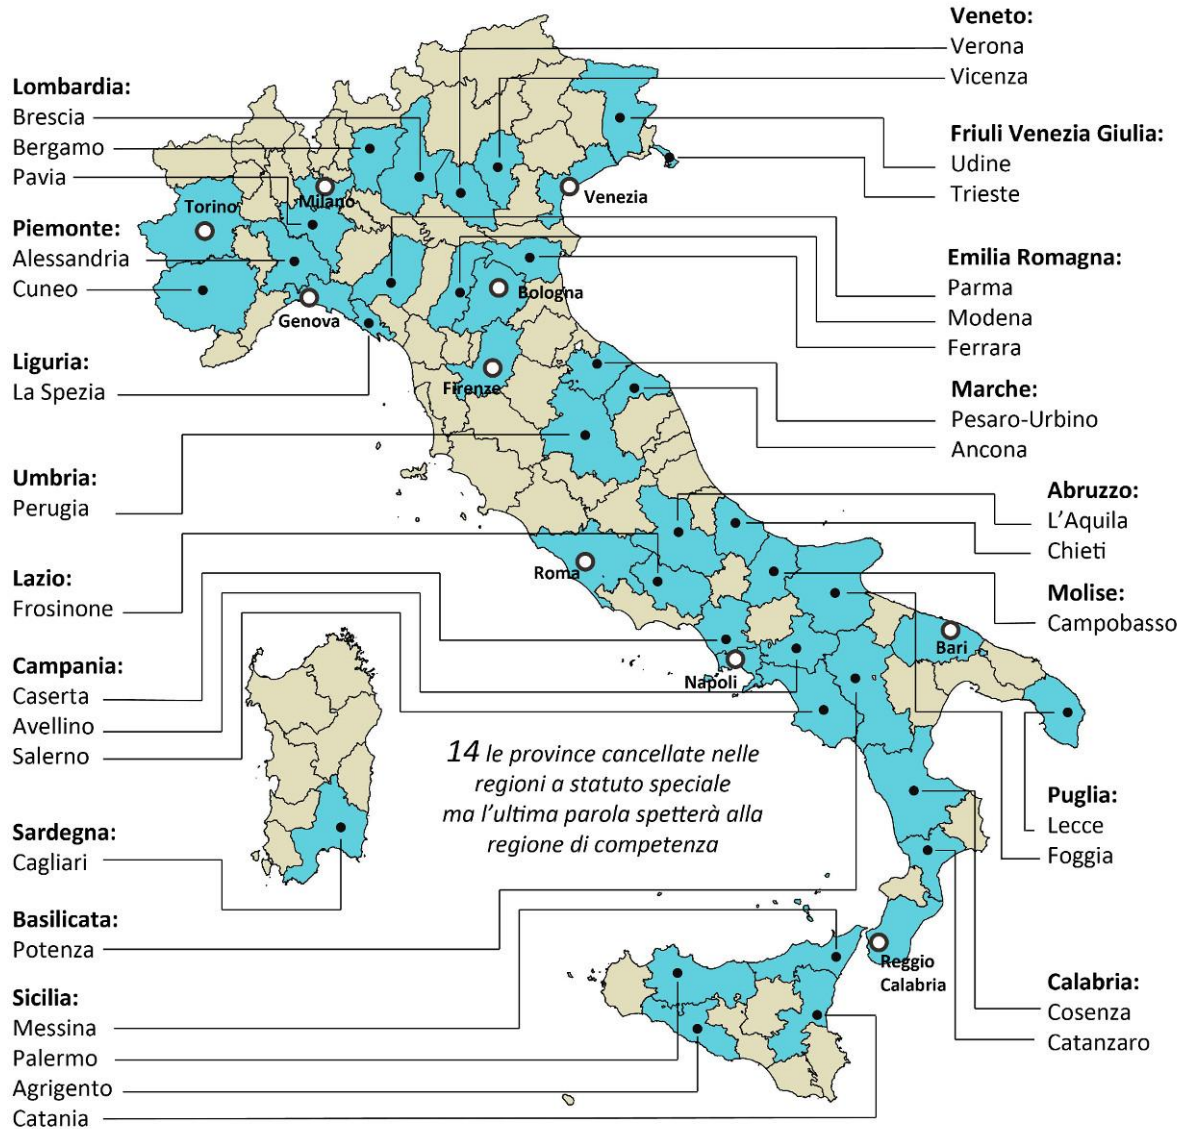 Lombardia:
Brescia
Bergamo
Pavia
Piemonte:
Alessandria
Cuneo
Liguria:
La Spezia
Umbria:
Perugia
Lazio:
Frosinone
Campania:
Caserta
Avellino
Salerno
Sardegna:
Cagliari
Basilicata:
Potenza
Sicilia:
Messina
Palermo
Agrigento
Catania
Torino
Milano
Venezia
Genova
Bologna
Firenze
Roma
Napoli
Bari
Reggio
Calabria
14 le province cancellate nelle
regioni a statuto speciale
ma l'ultima parola spetterà alla
regione di competenza
Veneto:
Verona
Vicenza
Friuli Venezia Giulia:
Udine
Trieste
Emilia Romagna:
Parma
Modena
Ferrara
Marche:
Pesaro-Urbino
Ancona
Abruzzo:
L'Aquila
Chieti
Molise:
Campobasso
Puglia:
Lecce
Foggia
Calabria:
Cosenza
Catanzaro